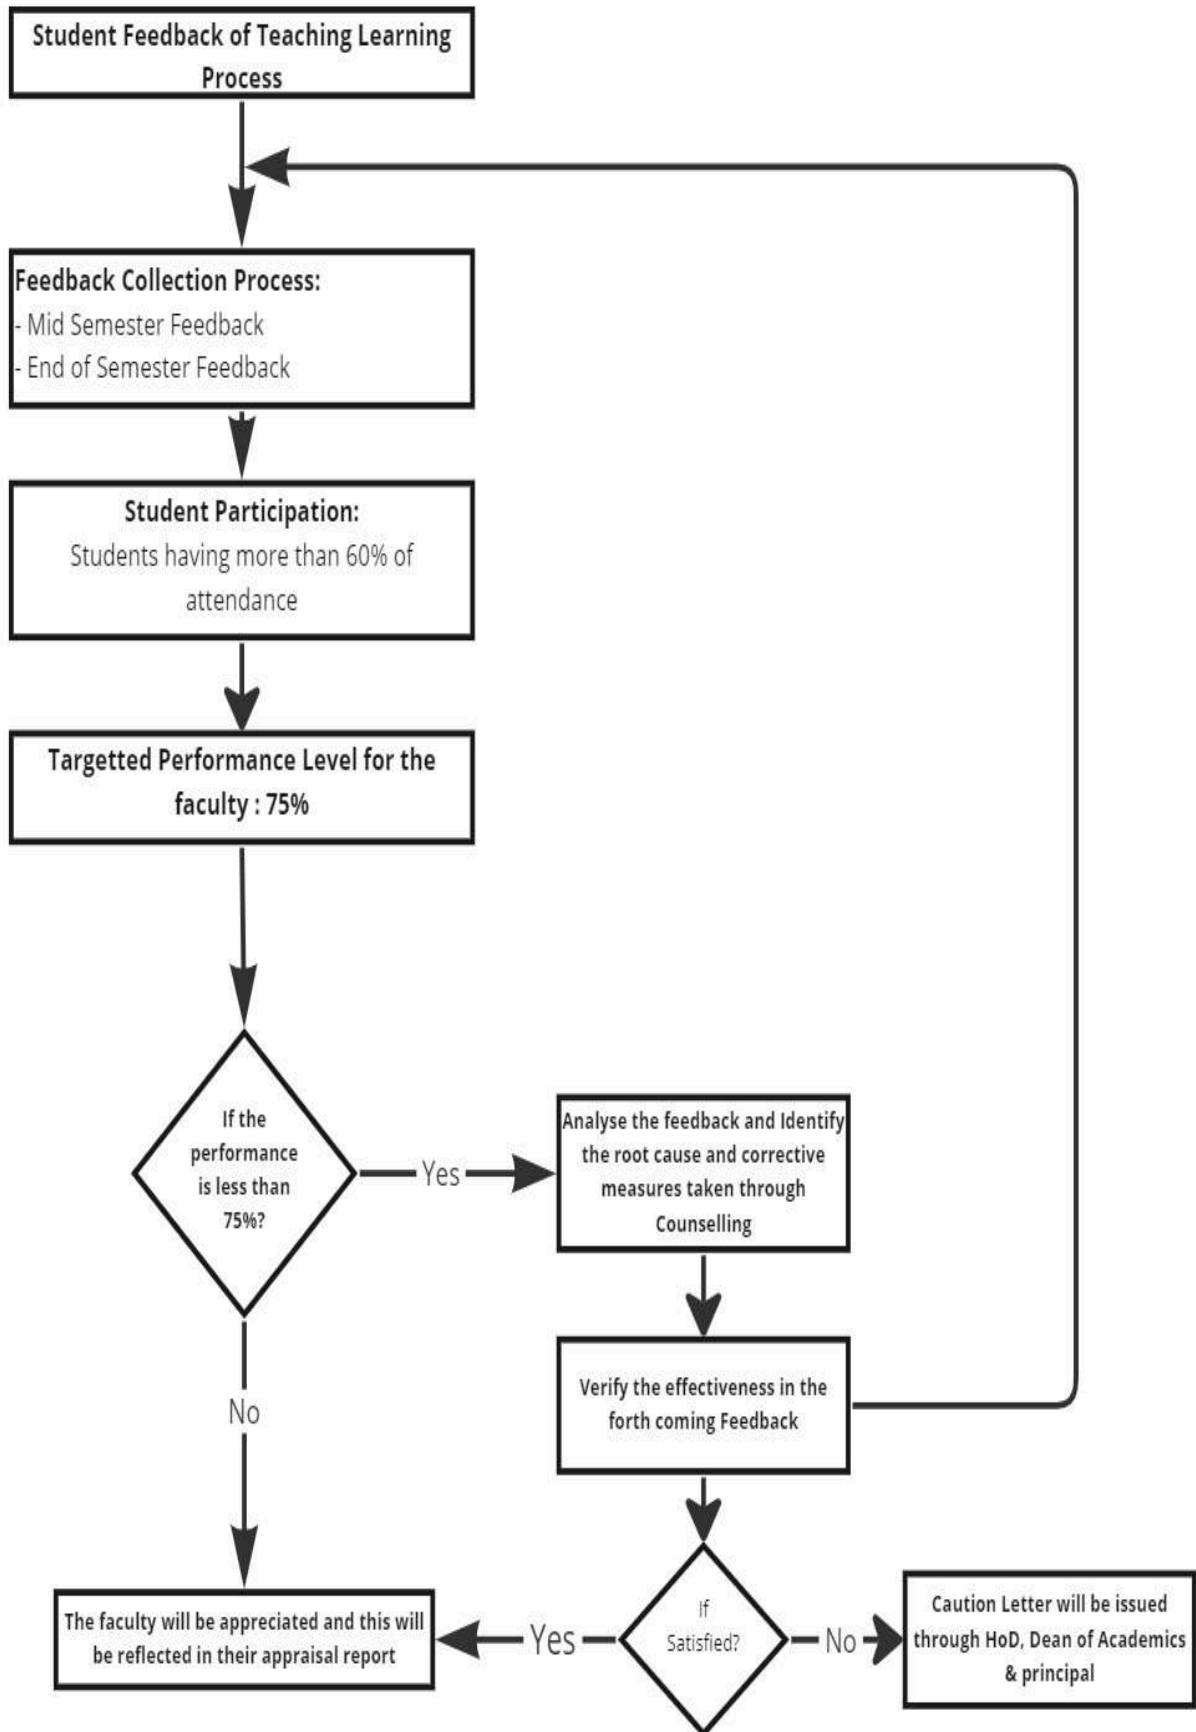 Student Feedback of Teaching Learning
Process
Feedback Collection Process:
- Mid Semester Feedback
- End of Semester Feedback
Student Participation:
Students having more than 60% of
attendance
Targetted Performance Level for the
faculty : 75%
If the
performance
is less than
75%?
Yes
Analyse the feedback and Identify
the root cause and corrective
measures taken through
Counselling
Verify the effectiveness in the
forth coming Feedback
No
The faculty will be appreciated and this will
be reflected in their appraisal report
Yes
If
Satisfied?
No
Caution Letter will be issued
through HoD, Dean of Academics
& principal